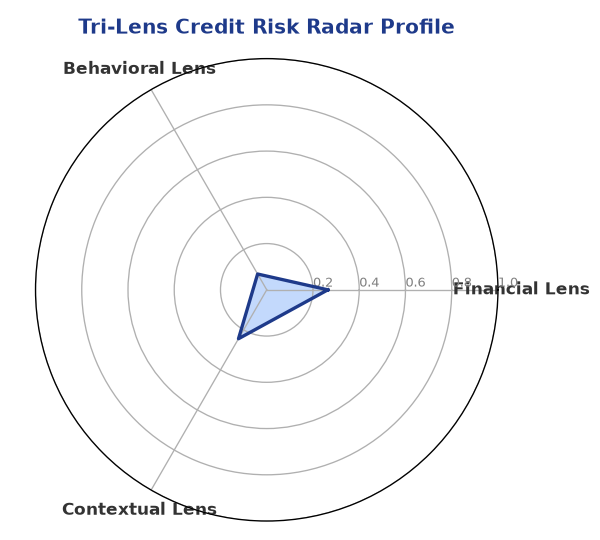 Tri-Lens Credit Risk Radar Profile
Behavioral Lens
0.2 0.4 0.6 0.8 1.0
Financial Lens
Contextual Lens